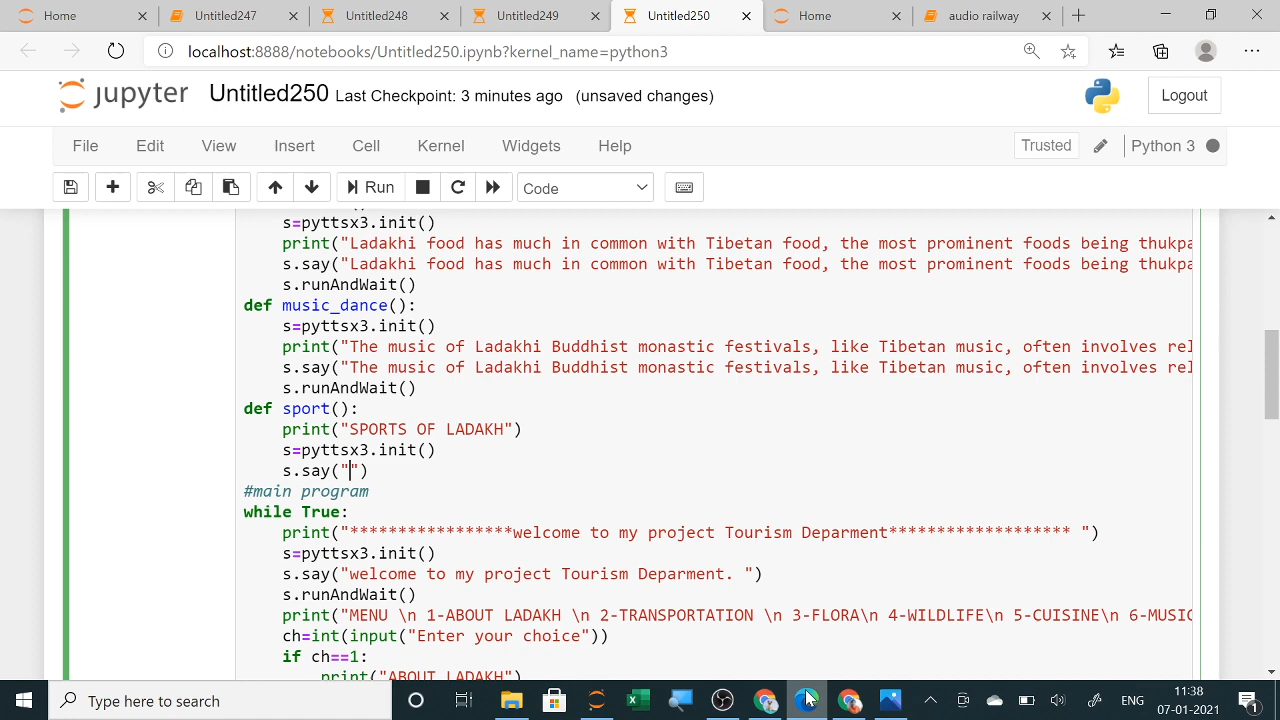 Home
Untitled247
Untitled248
Untitled249
Untitled250
Home
audio railway
localhost:8888/notebooks/Untitled250.ipynb?kernel_name=python3
jupyter Untitled250 Last Checkpoint: 3 minutes ago (unsaved changes)
Logout
File Edit View Insert Cell Kernel Widgets Help
Trusted
Python 3
Run
Code
s=pyttsx3.init()
print("Ladakhi food has much in common with Tibetan food, the most prominent foods being thukpa
s.say("Ladakhi food has much in common with Tibetan food, the most prominent foods being thukpa
s.runAndWait()
def music_dance():
s=pyttsx3.init()
print("The music of Ladakhi Buddhist monastic festivals, like Tibetan music, often involves rel
s.say("The music of Ladakhi Buddhist monastic festivals, like Tibetan music, often involves rel
s.runAndWait()
def sport():
print("SPORTS OF LADAKH")
s=pyttsx3.init()
s.say("")
#main program
while True:
print("*****************welcome to my project Tourism Deparment******************* ")
s=pyttsx3.init()
s.say("welcome to my project Tourism Deparment. ")
s.runAndWait()
print("MENU \n 1-ABOUT LADAKH \n 2-TRANSPORTATION \n 3-FLORA\n 4-WILDLIFE\n 5-CUISINE\n 6-MUSIC
ch=int(input("Enter your choice"))
if ch==1:
print("ABOUT LADAKH")
Type here to search
ENG
11:38
07-01-2021
1